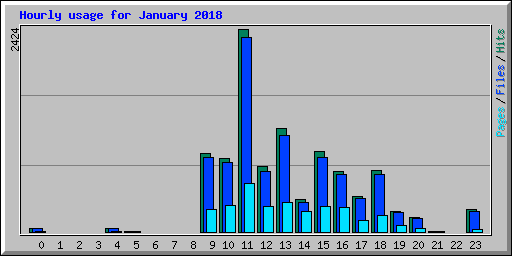 Hourly usage for January 2018
2424
Pages/Files/Hits
0 1 2 3 4 5 6 7 8 9 10 11 12 13 14 15 16 17 18 19 20 21 22 23